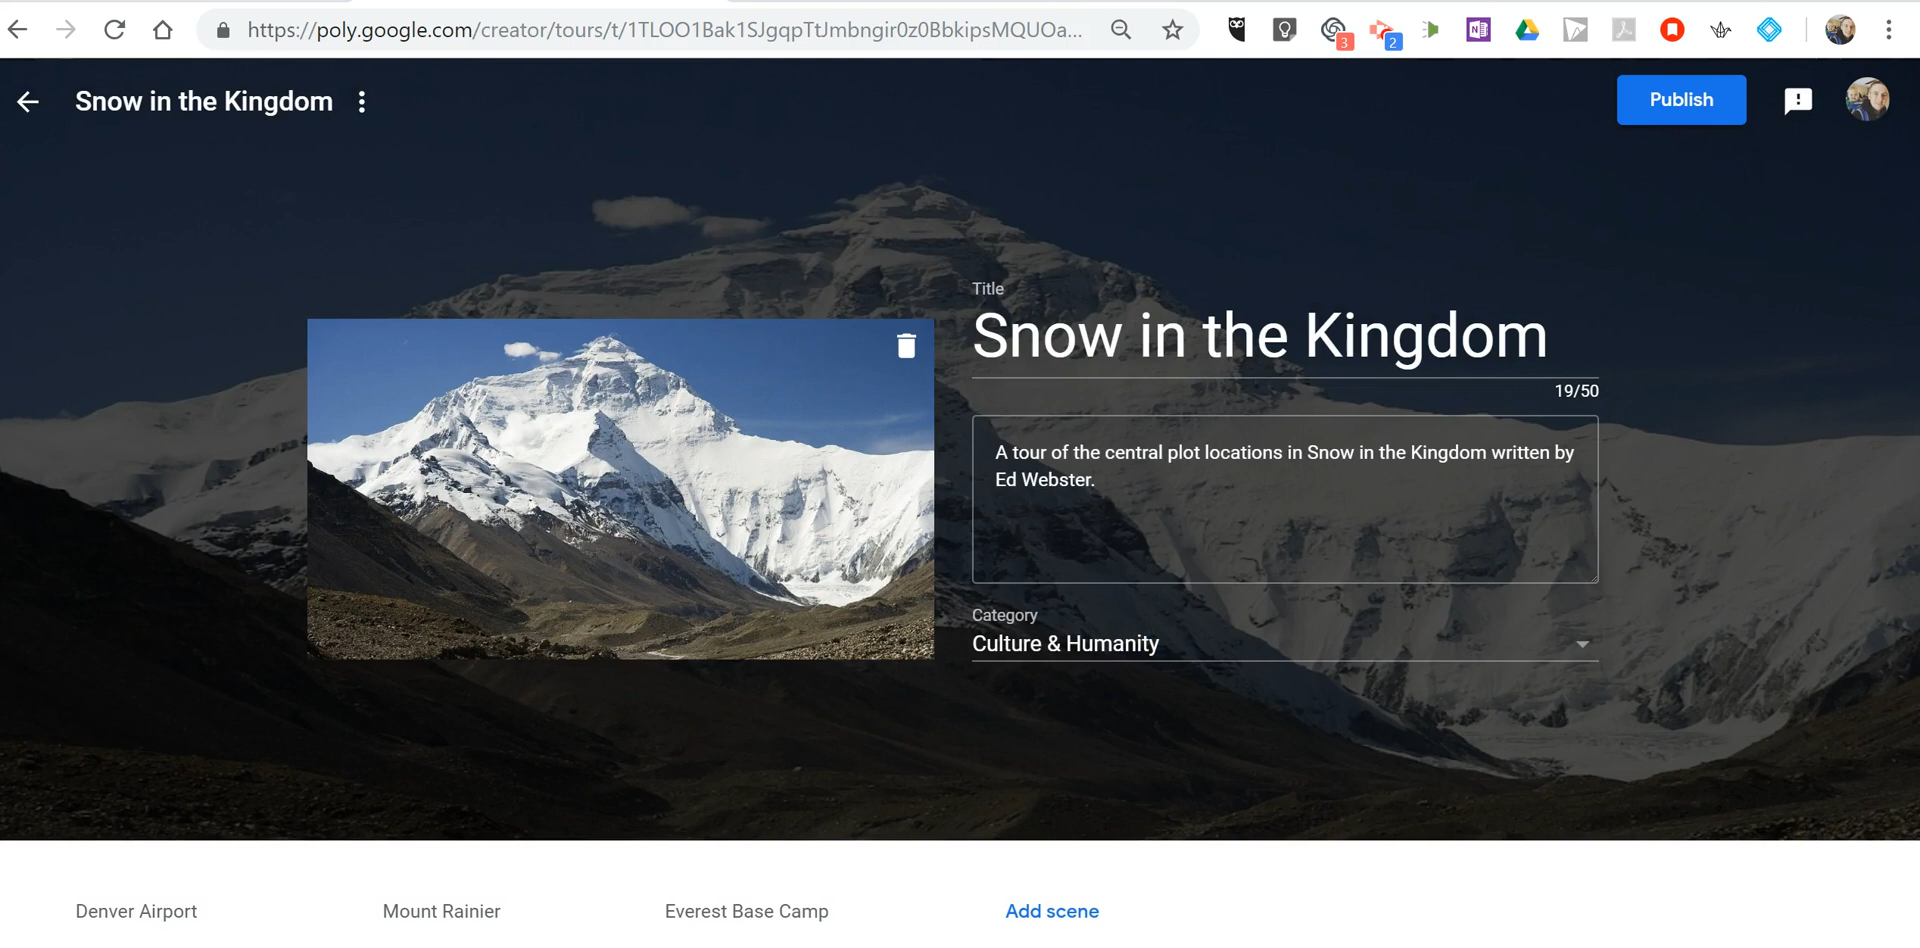 https://poly.google.com/creator/tours/t/1TLOO1Bak1SJgqpTtJmbngir0z0BbkipsMQUOa...
3
2
N
Snow in the Kingdom
Publish
Title
Snow in the Kingdom
19/50
A tour of the central plot locations in Snow in the Kingdom written by
Ed Webster.
Category
Culture & Humanity
Denver Airport
Mount Rainier
Everest Base Camp
Add scene